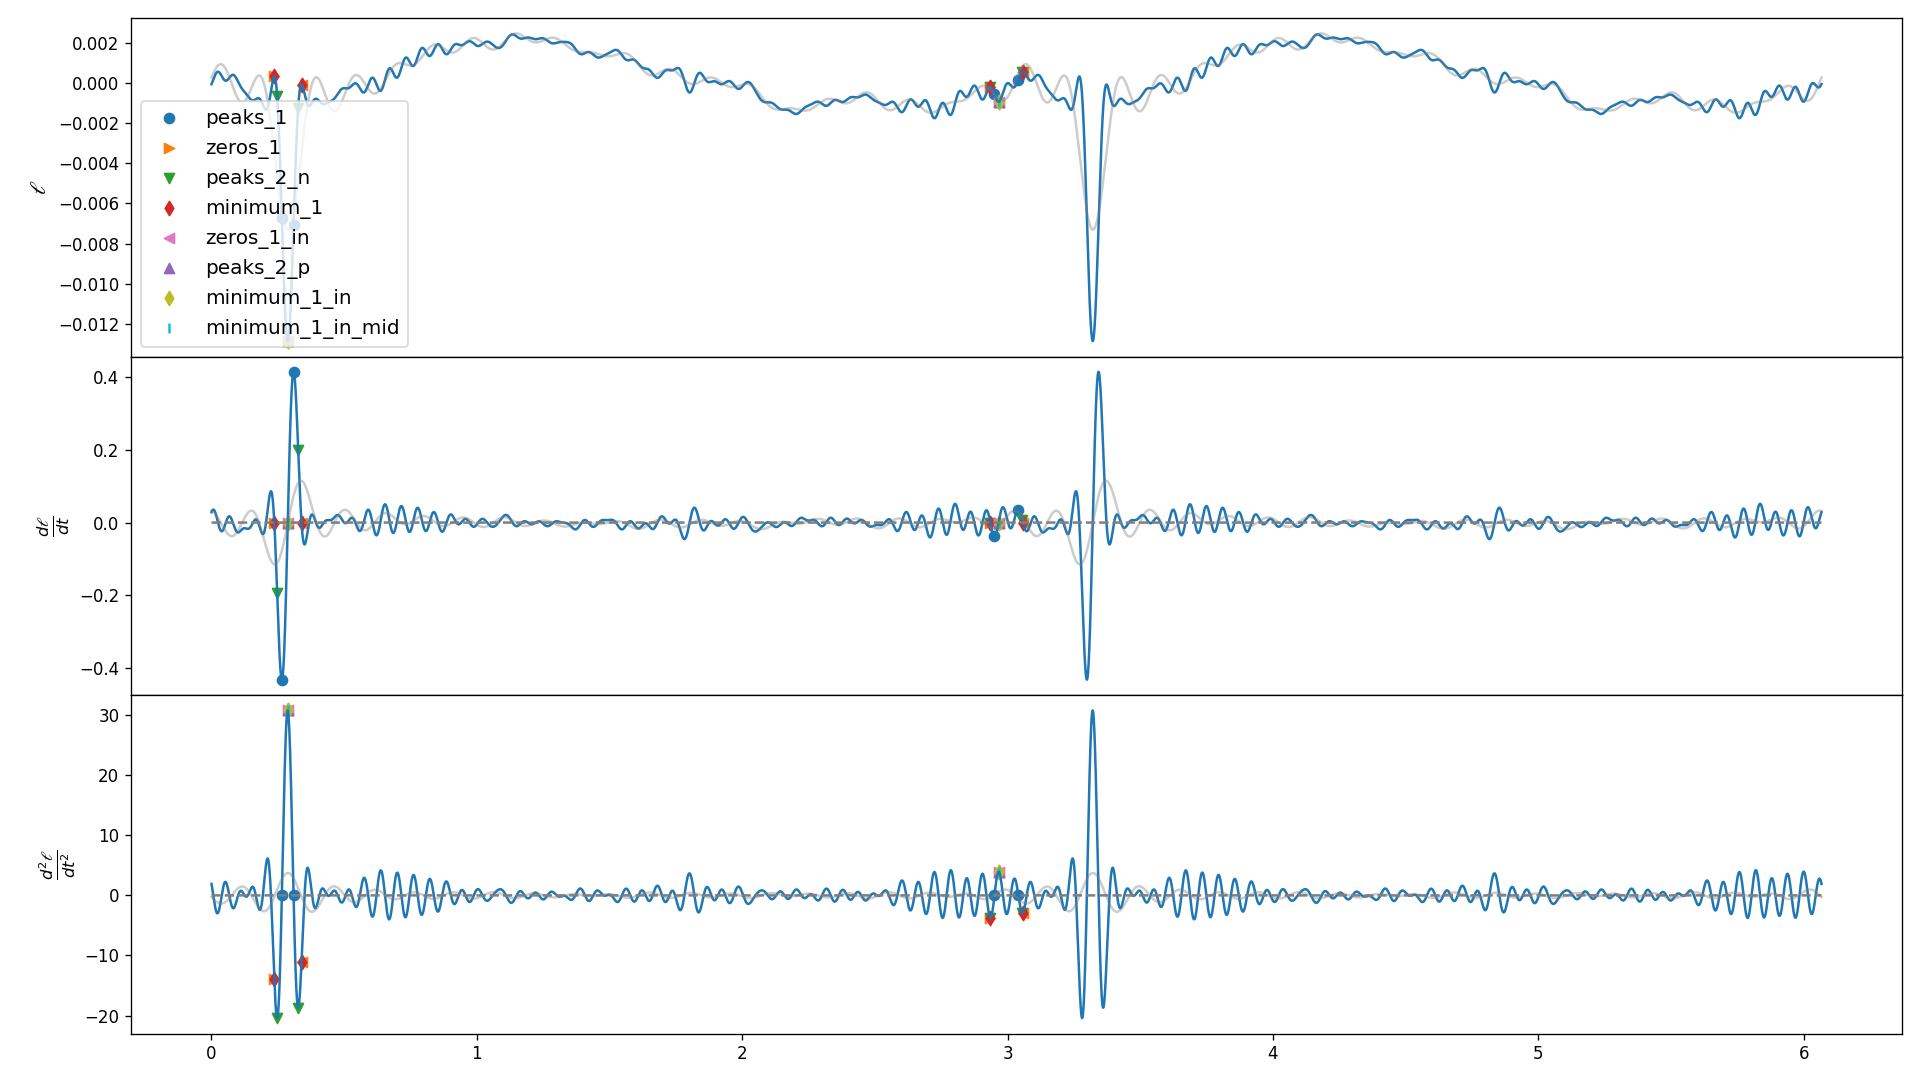 0.002
0.000
−0.002
−0.004
−0.006
−0.008
−0.010
−0.012
ℓ
peaks_1
zeros_1
peaks_2_n
minimum_1
zeros_1_in
peaks_2_p
minimum_1_in
minimum_1_in_mid
0.4
0.2
0.0
−0.2
−0.4
dℓ
dt
30
20
10
0
−10
−20
d²ℓ
dt²
0 1 2 3 4 5 6